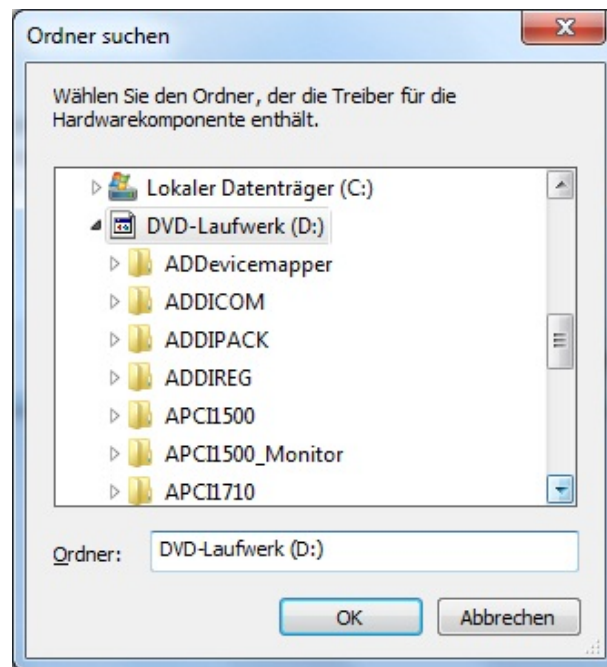 Ordner suchen
Wählen Sie den Ordner, der die Treiber für die
Hardwarekomponente enthält.
Lokaler Datenträger (C:)
DVD-Laufwerk (D:)
ADDevicemapper
ADDICOM
ADDIPACK
ADDIREG
APCI1500
APCI1500_Monitor
APCI1710
Ordner: DVD-Laufwerk (D:)
OK Abbrechen